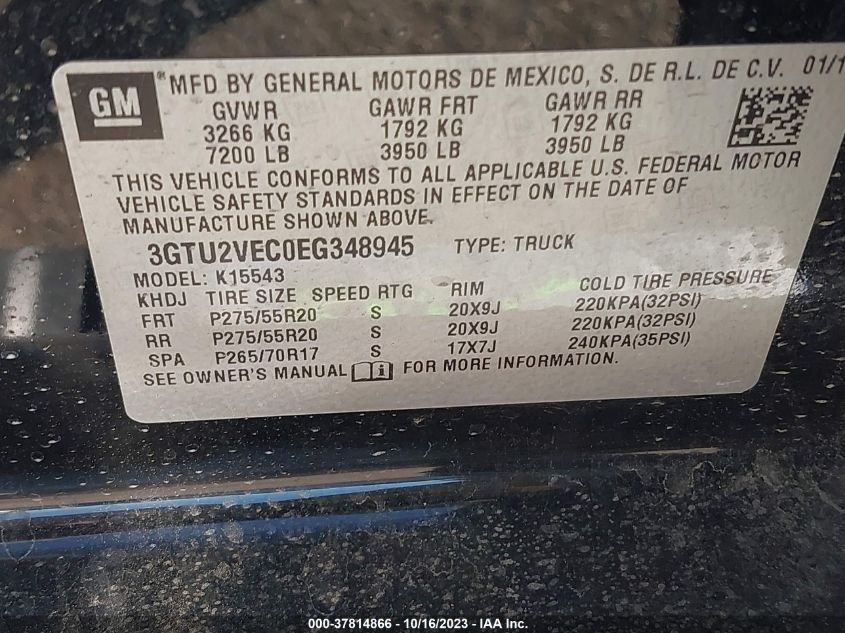 GM ® MFD BY GENERAL MOTORS DE MEXICO, S. DE R.L. DE C.V. 01/1
GVWR GAWR FRT GAWR RR
3266 KG 1792 KG 1792 KG
7200 LB 3950 LB 3950 LB
THIS VEHICLE CONFORMS TO ALL APPLICABLE U.S. FEDERAL MOTOR
VEHICLE SAFETY STANDARDS IN EFFECT ON THE DATE OF
MANUFACTURE SHOWN ABOVE.
3GTU2VEC0EG348945 TYPE: TRUCK
MODEL: K15543
KHDJ TIRE SIZE SPEED RTG RIM COLD TIRE PRESSURE
FRT P275/55R20 S 20X9J 220KPA(32PSI)
RR P275/55R20 S 20X9J 220KPA(32PSI)
SPA P265/70R17 S 17X7J 240KPA(35PSI)
SEE OWNER'S MANUAL FOR MORE INFORMATION.
000-37814866 - 10/16/2023 - IAA Inc.